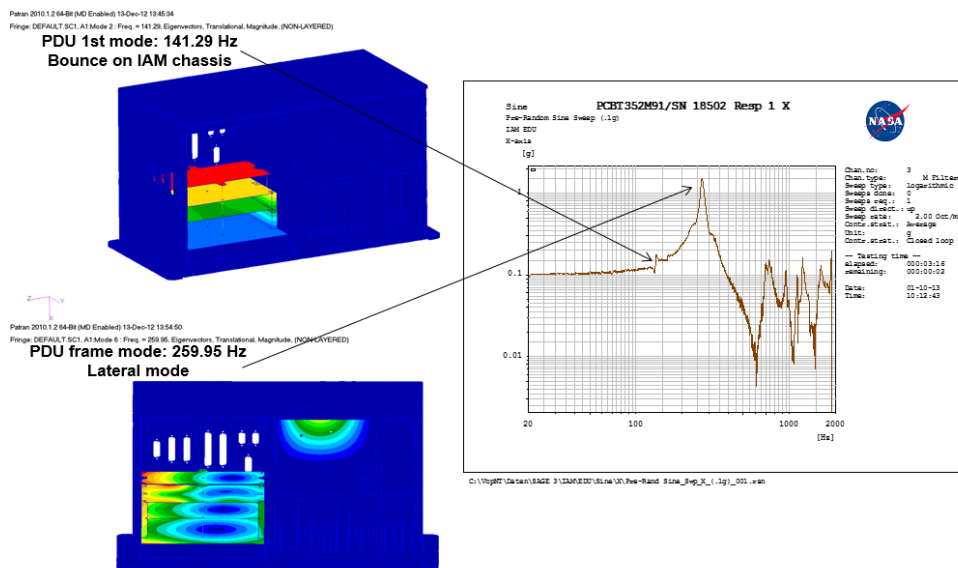 Patran 2010.1.2 64-Bit (MD Enabled) 13-Dec-12 13:45:34
Fringe: DEFAULT.SC1, A1:Mode 2 : Freq. = 141.29, Eigenvectors, Translational, Magnitude, (NON-LAYERED)
PDU 1st mode: 141.29 Hz
Bounce on IAM chassis
Z
Y
X
Patran 2010.1.2 64-Bit (MD Enabled) 13-Dec-12 13:54:50
Fringe: DEFAULT.SC1, A1:Mode 6 : Freq. = 259.95, Eigenvectors, Translational, Magnitude, (NON-LAYERED)
PDU frame mode: 259.95 Hz
Lateral mode
Sine PCBT352M91/SN 18502 Resp 1 X
Pre-Random Sine Sweep (.1g)
IAM EDU
X-axis
[g]
NASA
1
0.1
0.01
20 100 1000 2000
[Hz]
Chan.no: 3
Chan.type: M Filter
Sweep type: logarithmic
Sweeps done: 0
Sweeps req.: 1
Sweep direct.: up
Sweep rate: 2.00 Oct/m
Contr.strat.: Average
Unit: g
Contr.strat.: Closed loop
-- Testing time --
elapsed: 000:03:16
remaining: 000:00:02
Date: 01-10-13
Time: 10:12:43
C:\VcpNT\Daten\SAGE 3\IAM\EDU\Sine\X\Pre-Rand Sine_Swp_X_(.1g)_001.rsn